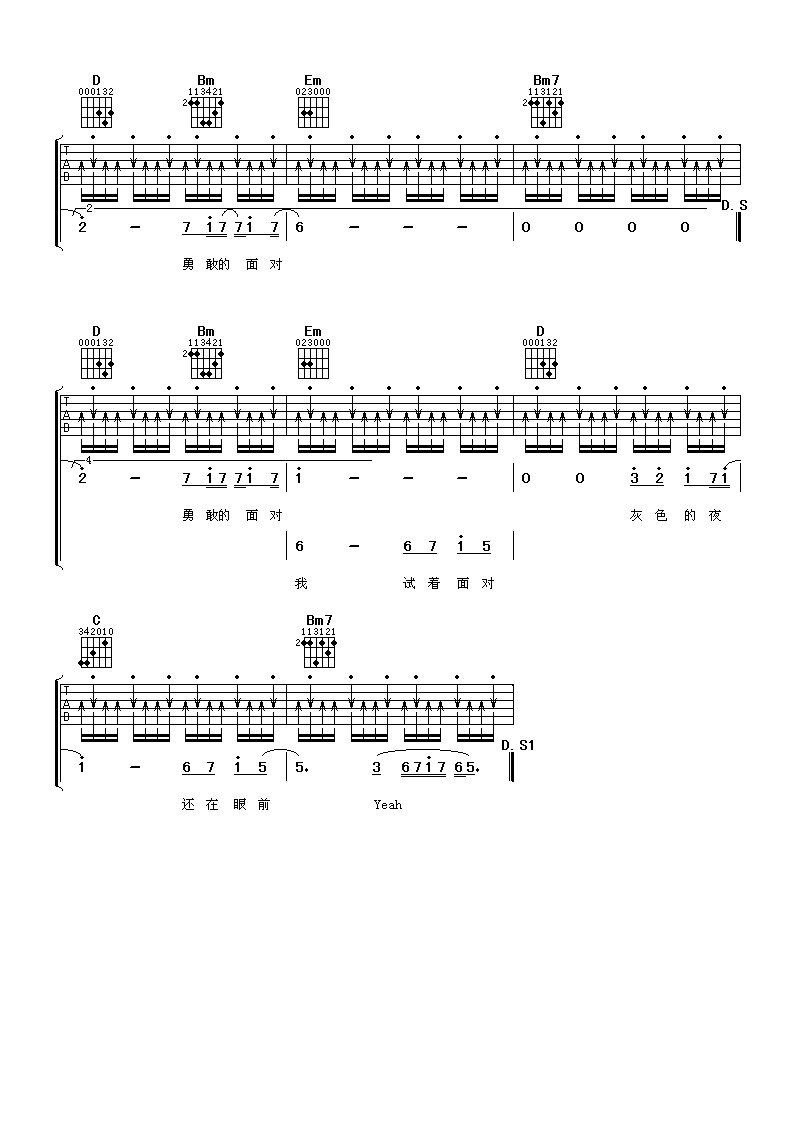 D Bm Em Bm7
000132 113421 023000 113121
2 2
T
A
B
2 D. S
2 - 7 1 7 7 1 7 6 - - - 0 0 0 0
勇 敢的 面 对
D Bm Em D
000132 113421 023000 000132
2
T
A
B
4
2 - 7 1 7 7 1 7 1 - - - 0 0 3 2 1 7 1
勇 敢的 面 对 灰 色 的 夜
6 - 6 7 1 5
我 试 着 面 对
C Bm7
342010 113121
2
T
A
B
D. S1
1 - 6 7 1 5 5. 3 6 7 1 7 6 5.
还 在 眼 前 Yeah